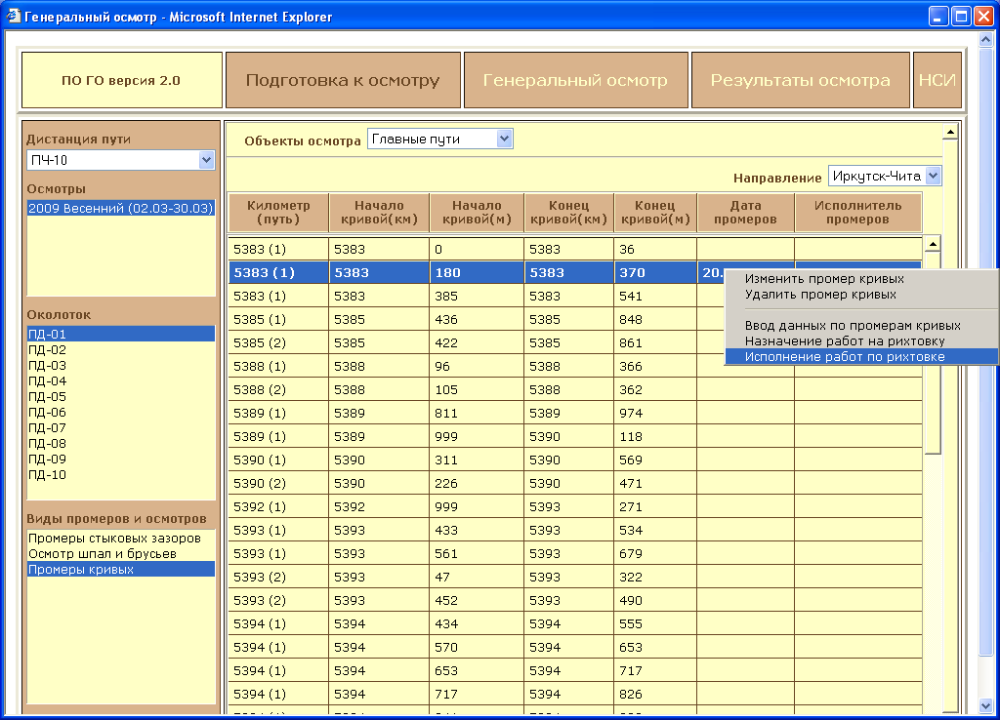 Генеральный осмотр - Microsoft Internet Explorer
ПО ГО версия 2.0
Подготовка к осмотру
Генеральный осмотр
Результаты осмотра
НСИ
Дистанция пути
ПЧ-10
Осмотры
2009 Весенний (02.03-30.03)
Околоток
ПД-01
ПД-02
ПД-03
ПД-04
ПД-05
ПД-06
ПД-07
ПД-08
ПД-09
ПД-10
Виды промеров и осмотров
Промеры стыковых зазоров
Осмотр шпал и брусьев
Промеры кривых
Объекты осмотра Главные пути
Направление Иркутск-Чита
Километр (путь) Начало кривой(км) Начало кривой(м) Конец кривой(км) Конец кривой(м) Дата промеров Исполнитель промеров
5383 (1) 5383 0 5383 36
5383 (1) 5383 180 5383 370 20.
5383 (1) 5383 385 5383 541
5385 (1) 5385 436 5385 848
5385 (2) 5385 422 5385 861
5388 (1) 5388 96 5388 366
5388 (2) 5388 105 5388 362
5389 (1) 5389 811 5389 974
5389 (1) 5389 999 5390 118
5390 (1) 5390 311 5390 569
5390 (2) 5390 226 5390 471
5392 (1) 5392 999 5393 271
5393 (1) 5393 433 5393 534
5393 (1) 5393 561 5393 679
5393 (2) 5393 47 5393 322
5393 (2) 5393 452 5393 490
5394 (1) 5394 434 5394 555
5394 (1) 5394 570 5394 653
5394 (1) 5394 653 5394 717
5394 (1) 5394 717 5394 826
Изменить промер кривых
Удалить промер кривых
Ввод данных по промерам кривых
Назначение работ на рихтовку
Исполнение работ по рихтовке